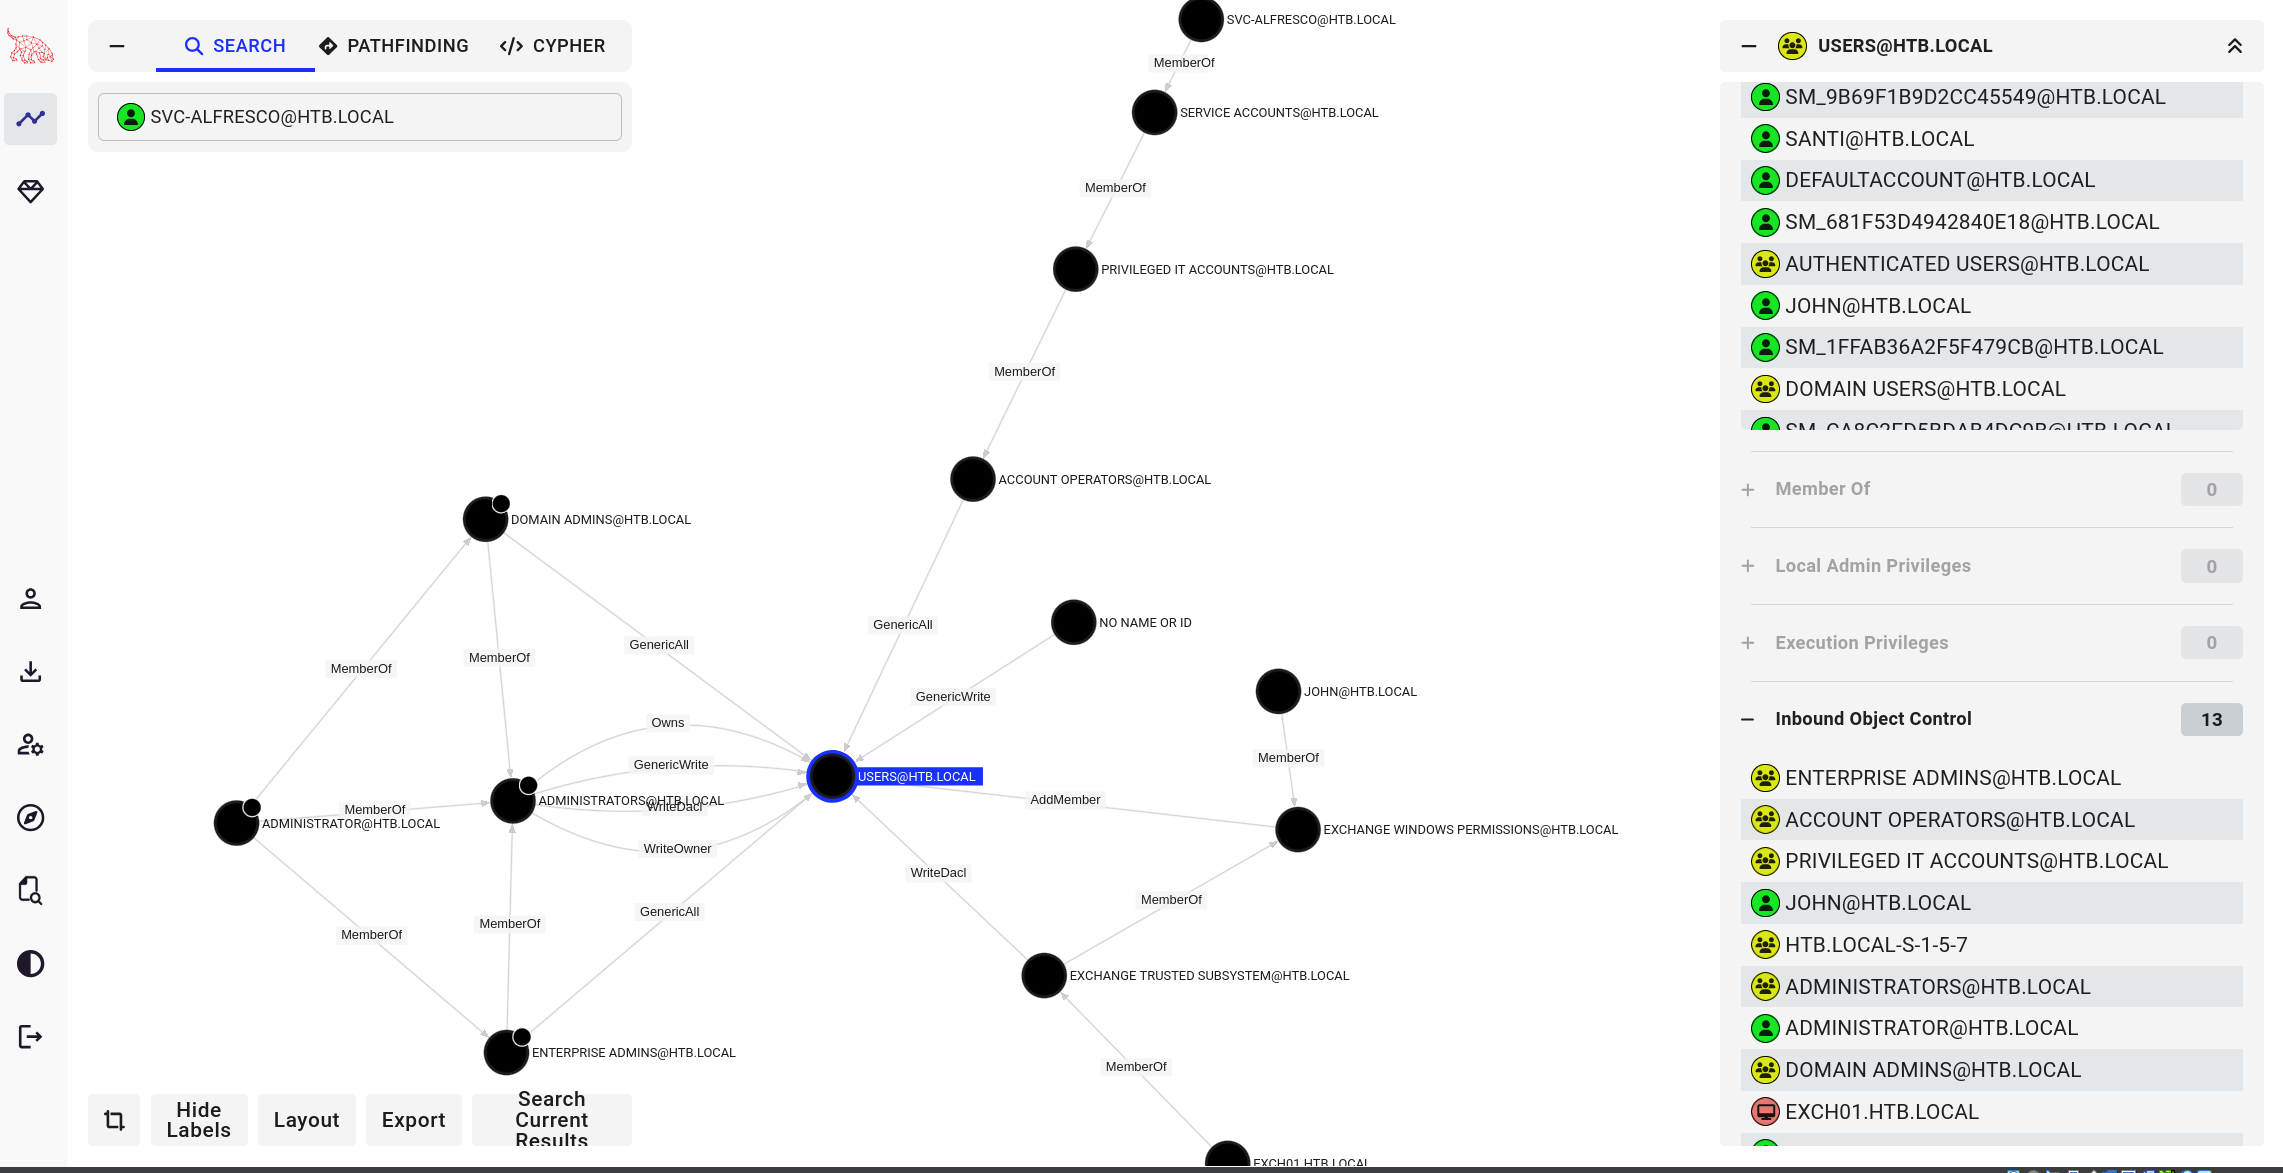 SEARCH
PATHFINDING
CYPHER
SVC-ALFRESCO@HTB.LOCAL
SVC-ALFRESCO@HTB.LOCAL
MemberOf
SERVICE ACCOUNTS@HTB.LOCAL
MemberOf
PRIVILEGED IT ACCOUNTS@HTB.LOCAL
MemberOf
ACCOUNT OPERATORS@HTB.LOCAL
DOMAIN ADMINS@HTB.LOCAL
GenericAll
NO NAME OR ID
GenericAll
MemberOf
MemberOf
GenericWrite
JOHN@HTB.LOCAL
Owns
MemberOf
GenericWrite
USERS@HTB.LOCAL
AddMember
ADMINISTRATORS@HTB.LOCAL
WriteDacl
MemberOf
ADMINISTRATOR@HTB.LOCAL
EXCHANGE WINDOWS PERMISSIONS@HTB.LOCAL
WriteOwner
WriteDacl
MemberOf
GenericAll
MemberOf
MemberOf
EXCHANGE TRUSTED SUBSYSTEM@HTB.LOCAL
ENTERPRISE ADMINS@HTB.LOCAL
MemberOf
EXCH01.HTB.LOCAL
Hide
Labels
Layout
Export
Search
Current
Results
USERS@HTB.LOCAL
SM_9B69F1B9D2CC45549@HTB.LOCAL
SANTI@HTB.LOCAL
DEFAULTACCOUNT@HTB.LOCAL
SM_681F53D4942840E18@HTB.LOCAL
AUTHENTICATED USERS@HTB.LOCAL
JOHN@HTB.LOCAL
SM_1FFAB36A2F5F479CB@HTB.LOCAL
DOMAIN USERS@HTB.LOCAL
Member Of 0
Local Admin Privileges 0
Execution Privileges 0
Inbound Object Control 13
ENTERPRISE ADMINS@HTB.LOCAL
ACCOUNT OPERATORS@HTB.LOCAL
PRIVILEGED IT ACCOUNTS@HTB.LOCAL
JOHN@HTB.LOCAL
HTB.LOCAL-S-1-5-7
ADMINISTRATORS@HTB.LOCAL
ADMINISTRATOR@HTB.LOCAL
DOMAIN ADMINS@HTB.LOCAL
EXCH01.HTB.LOCAL